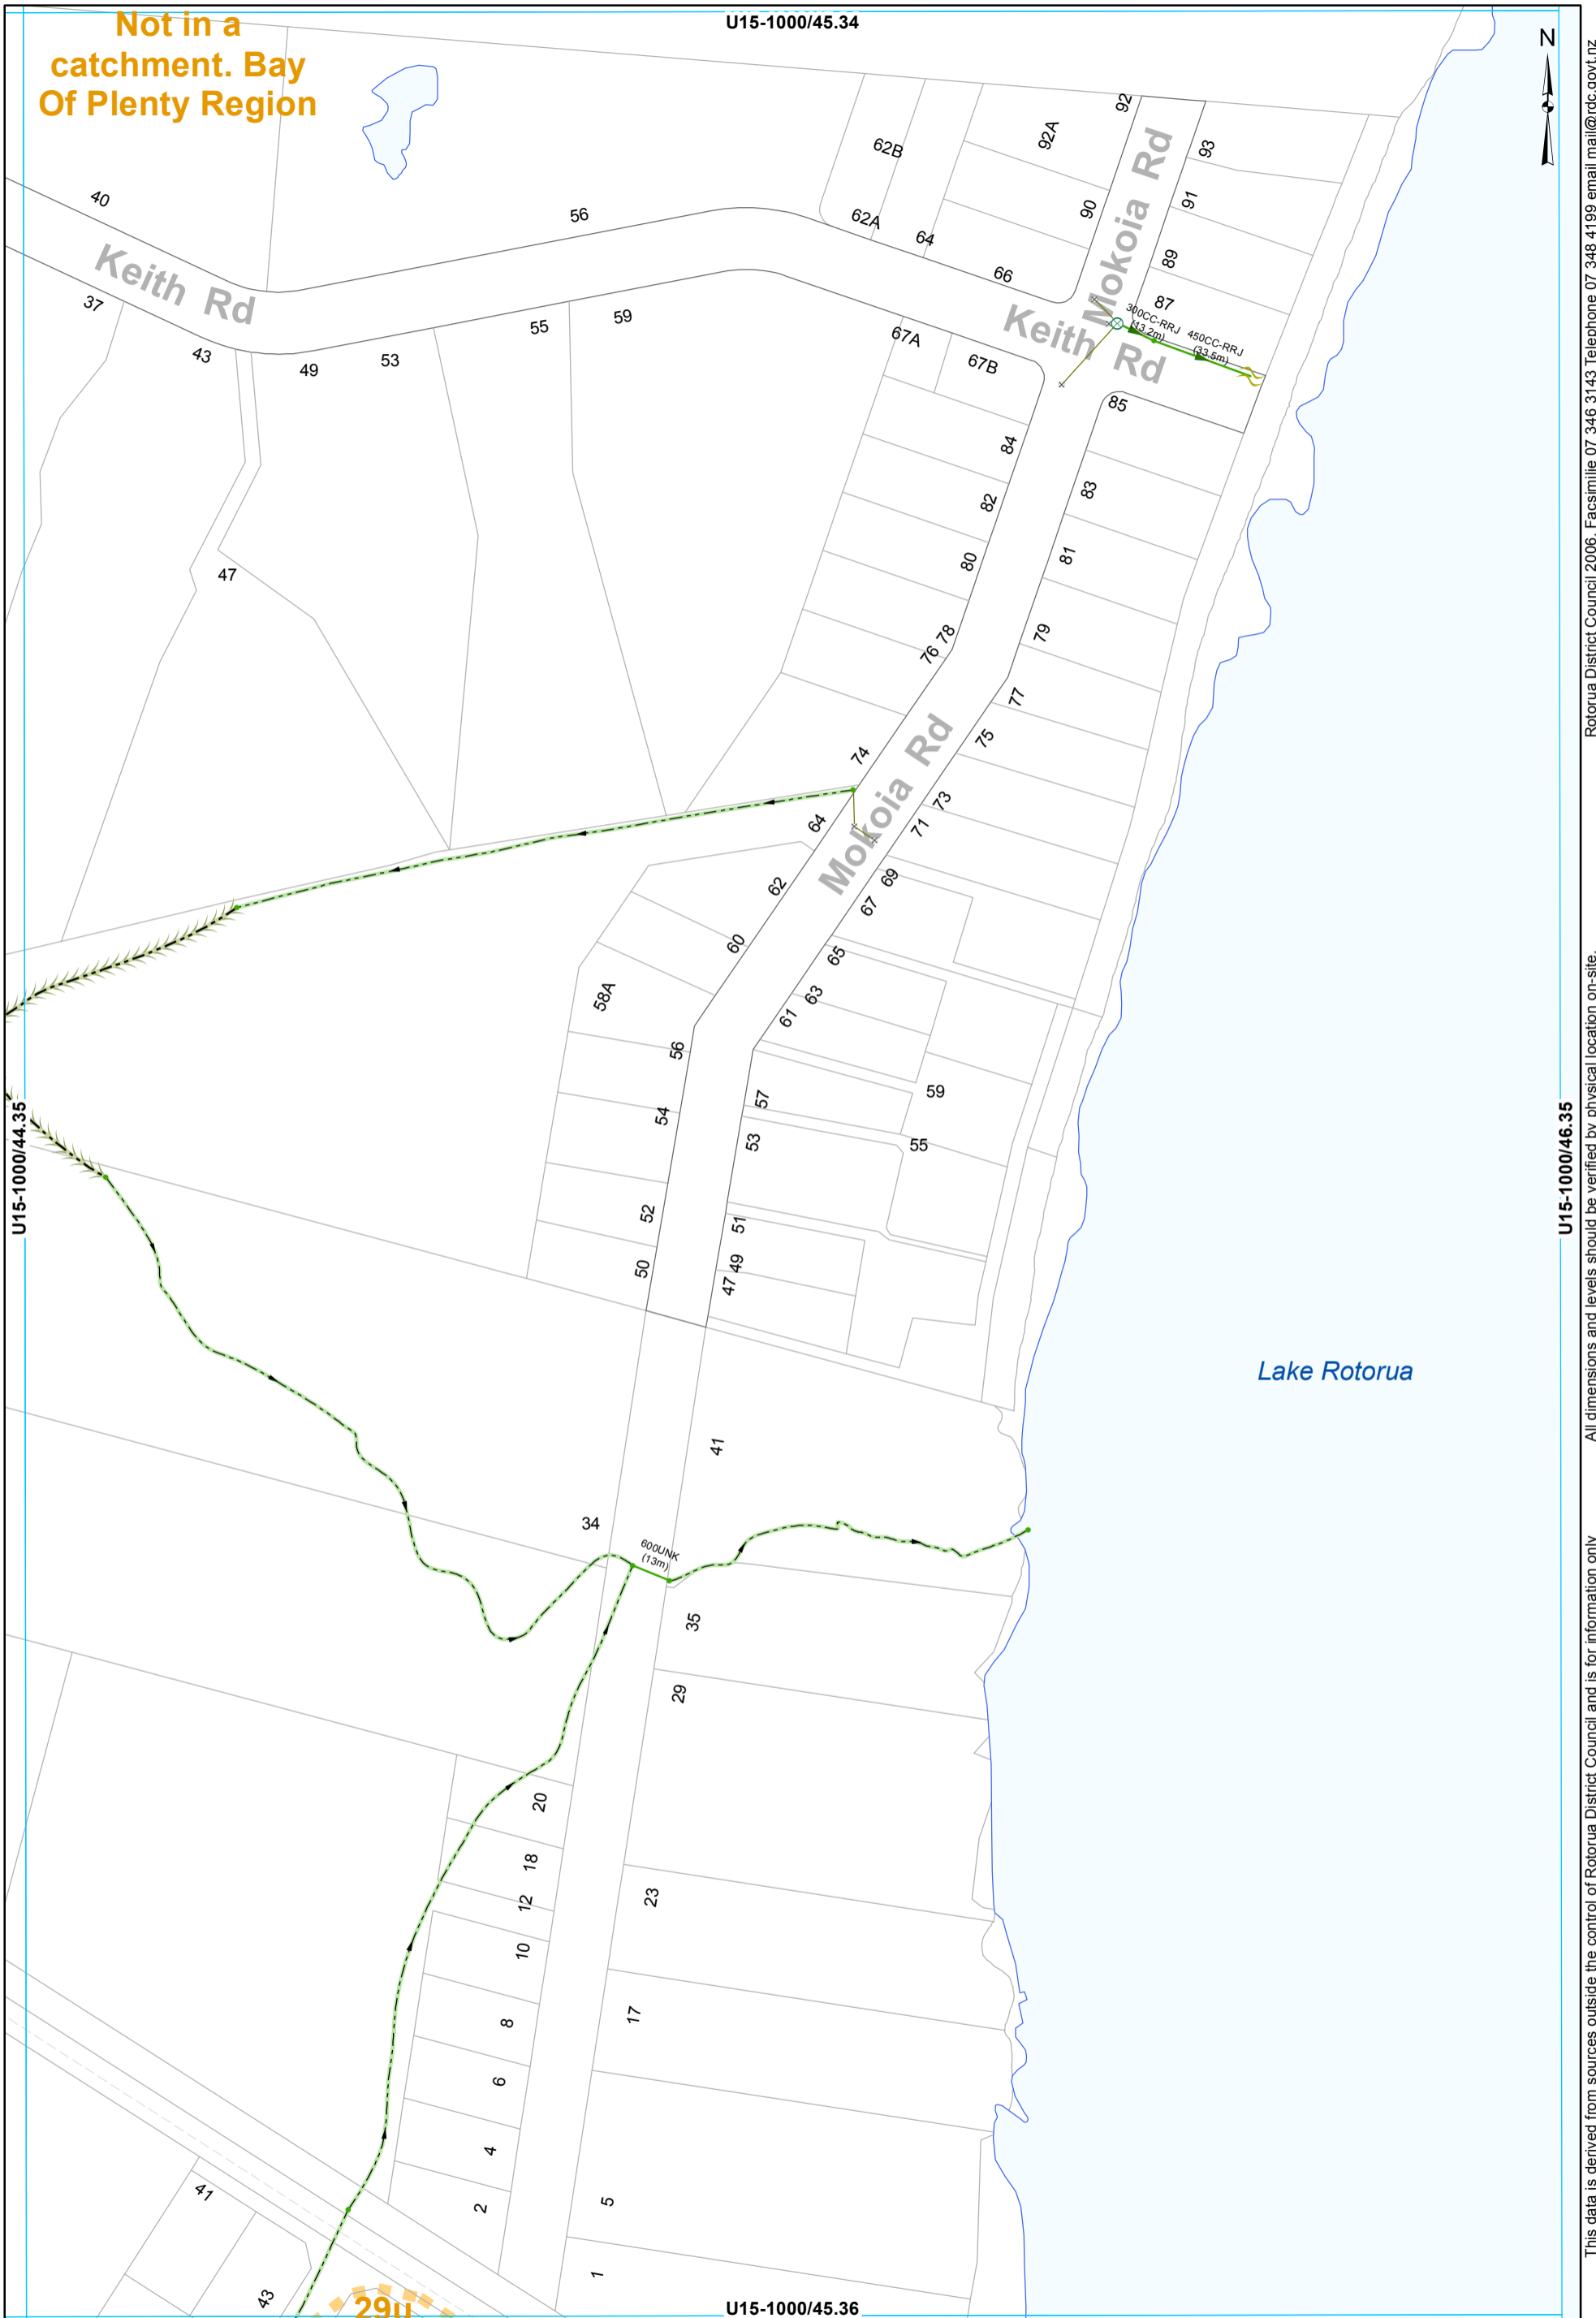 U15-1000/45.34
Not in a
catchment. Bay
Of Plenty Region
N
92
92A
93
62B
91
40
90
56
62A
64
89
66
Mokoia Rd
Keith Rd
87
37
300CC-RRJ
(13.2m)
450CC-RRJ
(33.5m)
59
55
43
53
49
67A
67B
Keith Rd
85
84
83
82
81
80
47
79
78
76
77
75
74
Mokoia Rd
73
71
64
69
62
67
60
65
63
58A
61
56
59
57
54
55
53
52
51
50
49
47
U15-1000/44.35
U15-1000/46.35
Lake Rotorua
41
34
600UNK
(13m)
35
29
20
18
12
23
10
8
17
6
4
2
5
41
43
1
29u
U15-1000/45.36
Rotorua District Council 2006. Facsimilie 07 346 3143 Telephone 07 348 4199 email mail@rdc.govt.nz
All dimensions and levels should be verified by physical location on-site.
This data is derived from sources outside the control of Rotorua District Council and is for information only